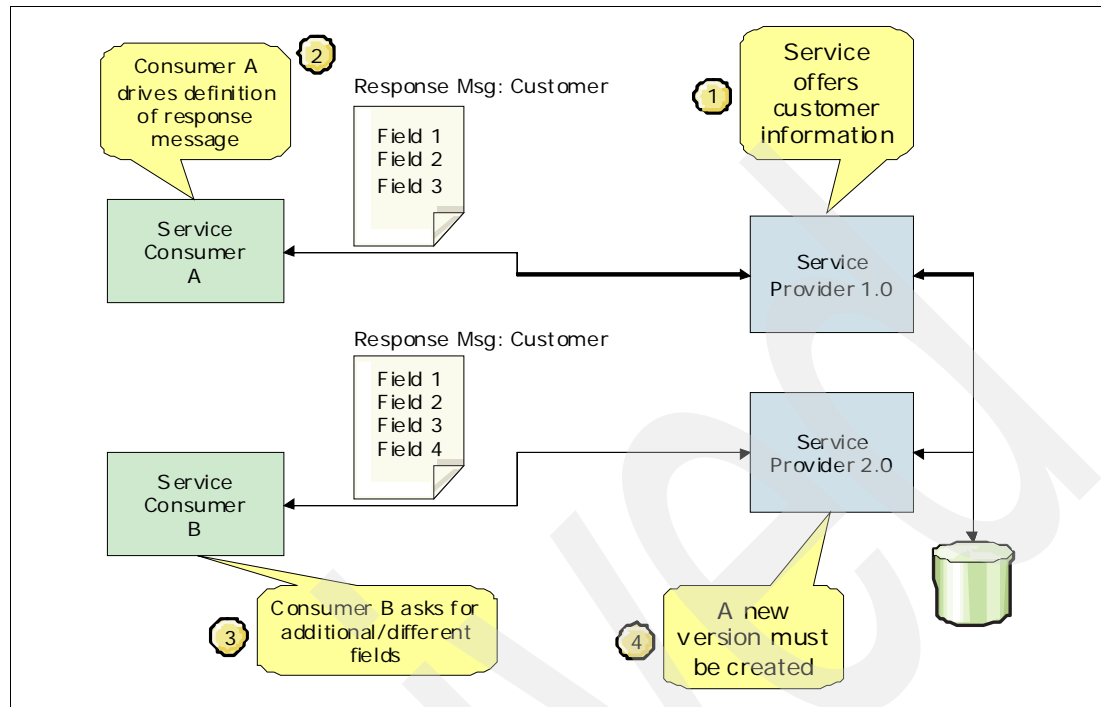 2
Consumer A
drives definition
of response
message
Response Msg: Customer
Field 1
Field 2
Field 3
1
Service
offers
customer
information
Service
Consumer
A
Service
Provider 1.0
Response Msg: Customer
Field 1
Field 2
Field 3
Field 4
Service
Consumer
B
Service
Provider 2.0
3
Consumer B asks for
additional/different
fields
4
A new
version must
be created